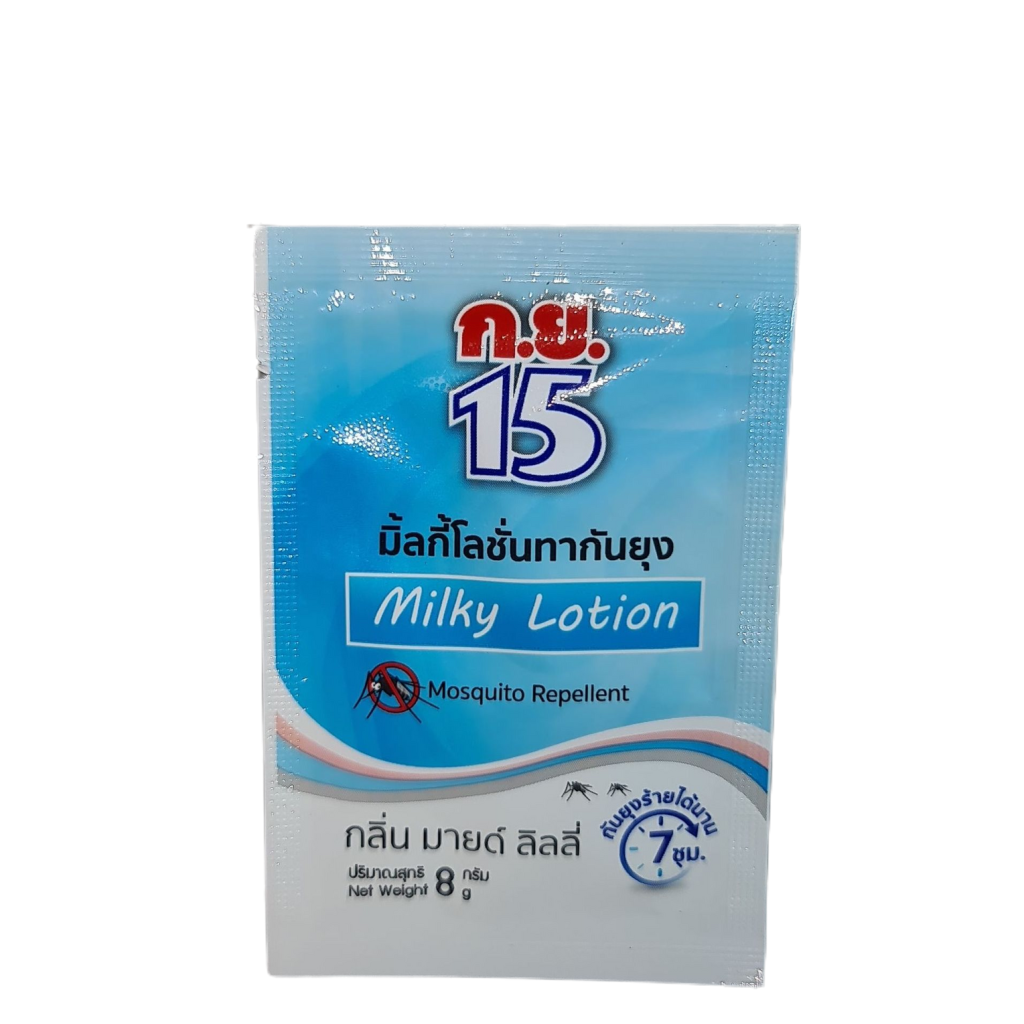 ก.ย.
15
มิ้ลกี้โลชั่นทากันยุง
Milky Lotion
Mosquito Repellent
กันยุงร้ายได้นาน
7 ชม.
กลิ่น มายด์ ลิลลี่
ปริมาณสุทธิ 8 กรัม
Net Weight g